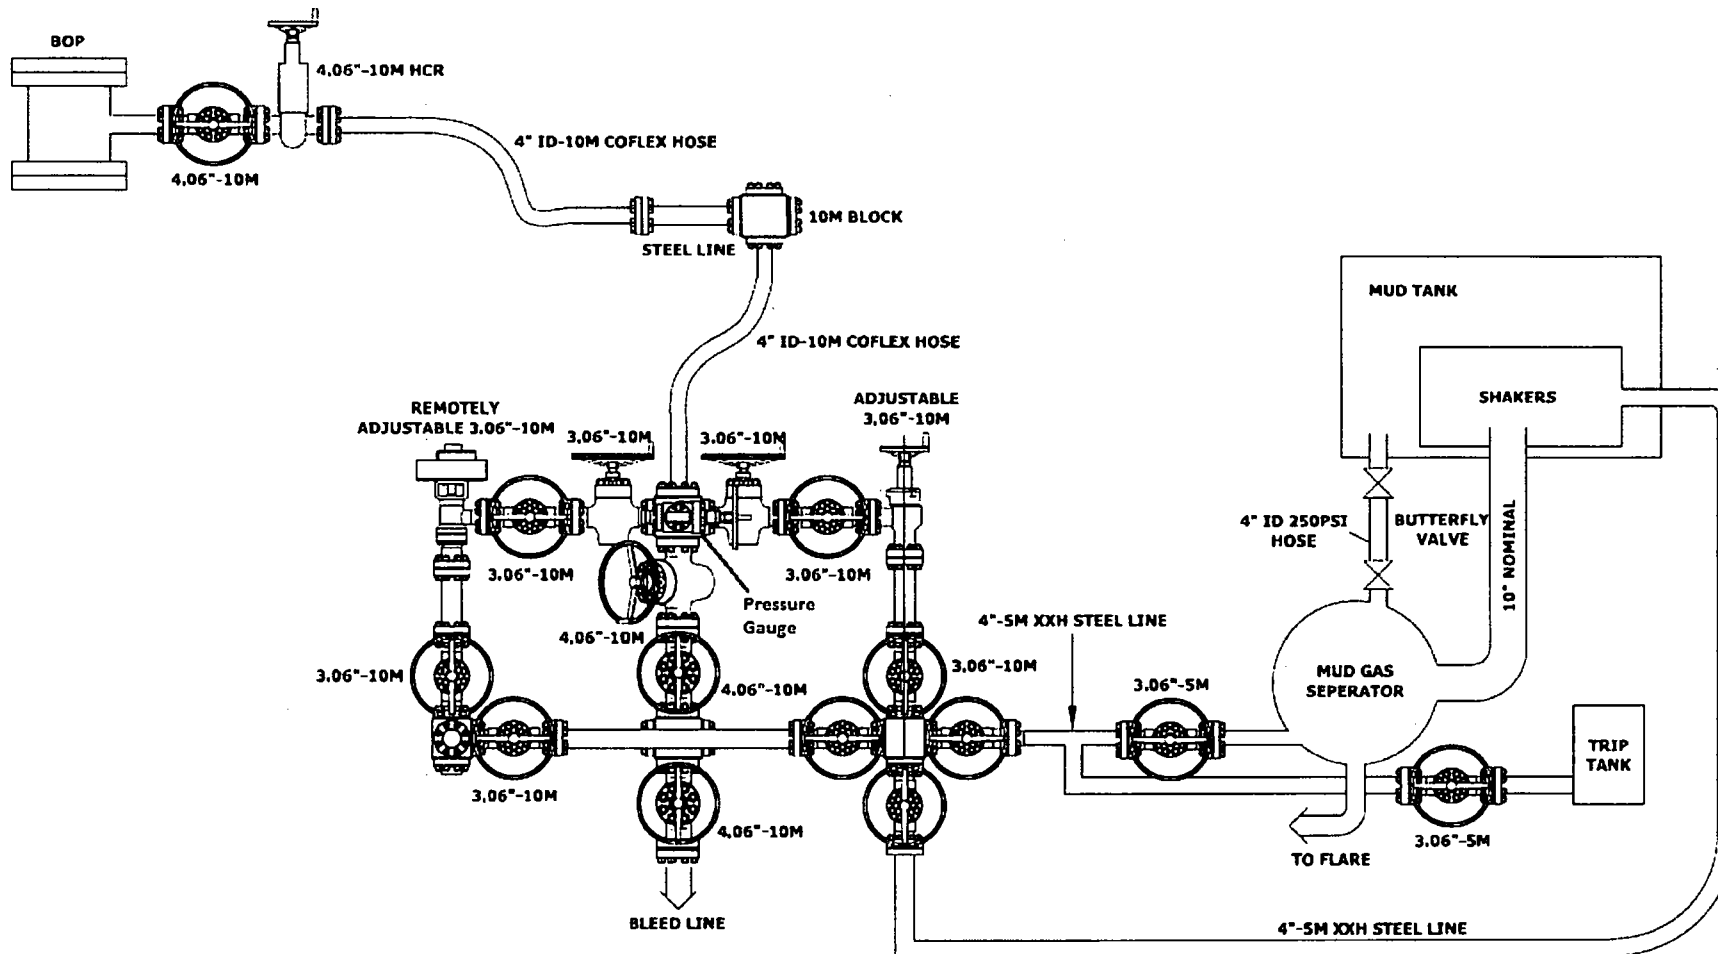 BOP
4.06"-10M HCR
4" ID-10M COFLEX HOSE
4.06"-10M
10M BLOCK
STEEL LINE
MUD TANK
4" ID-10M COFLEX HOSE
SHAKERS
REMOTELY
ADJUSTABLE 3.06"-10M
ADJUSTABLE
3.06"-10M
3.06"-10M
3.06"-10M
4" ID 250PSI
HOSE
BUTTERFLY
VALVE
10" NOMINAL
3.06"-10M
3.06"-10M
Pressure
Gauge
4.06"-10M
4"-5M XXH STEEL LINE
3.06"-10M
4.06"-10M
3.06"-10M
3.06"-5M
MUD GAS
SEPERATOR
TRIP
TANK
3.06"-10M
4.06"-10M
3.06"-5M
TO FLARE
BLEED LINE
4"-5M XXH STEEL LINE